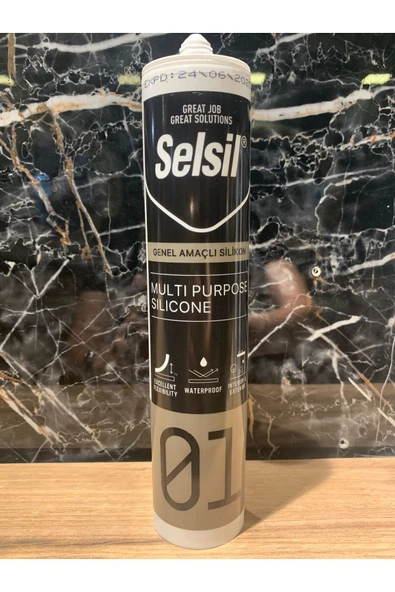 EXPD: 24\06\202
GREAT JOB
GREAT SOLUTIONS
Selsil®
GENEL AMAÇLI SİLİKON
MULTI PURPOSE
SILICONE
EXCELLENT
FLEXIBILITY
WATERPROOF
01